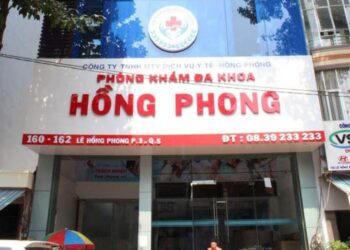 CÔNG TY TNHH MTV DỊCH VỤ Y TẾ HỒNG PHONG
PHÒNG KHÁM ĐA KHOA
HỒNG PHONG
160 - 162 LÊ HỒNG PHONG P.3 - Q.5 ĐT : 08.39 233 233